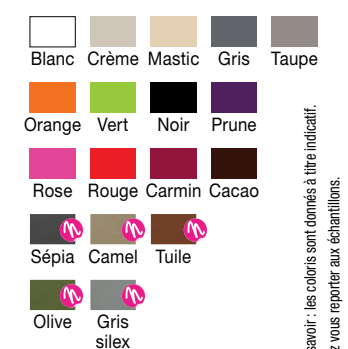 Blanc Crème Mastic Gris Taupe
Orange Vert Noir Prune
Rose Rouge Carmin Cacao
Sépia Camel Tuile
Olive Gris silex
savoir : les coloris sont donnés à titre indicatif.
vous reporter aux échantillons.